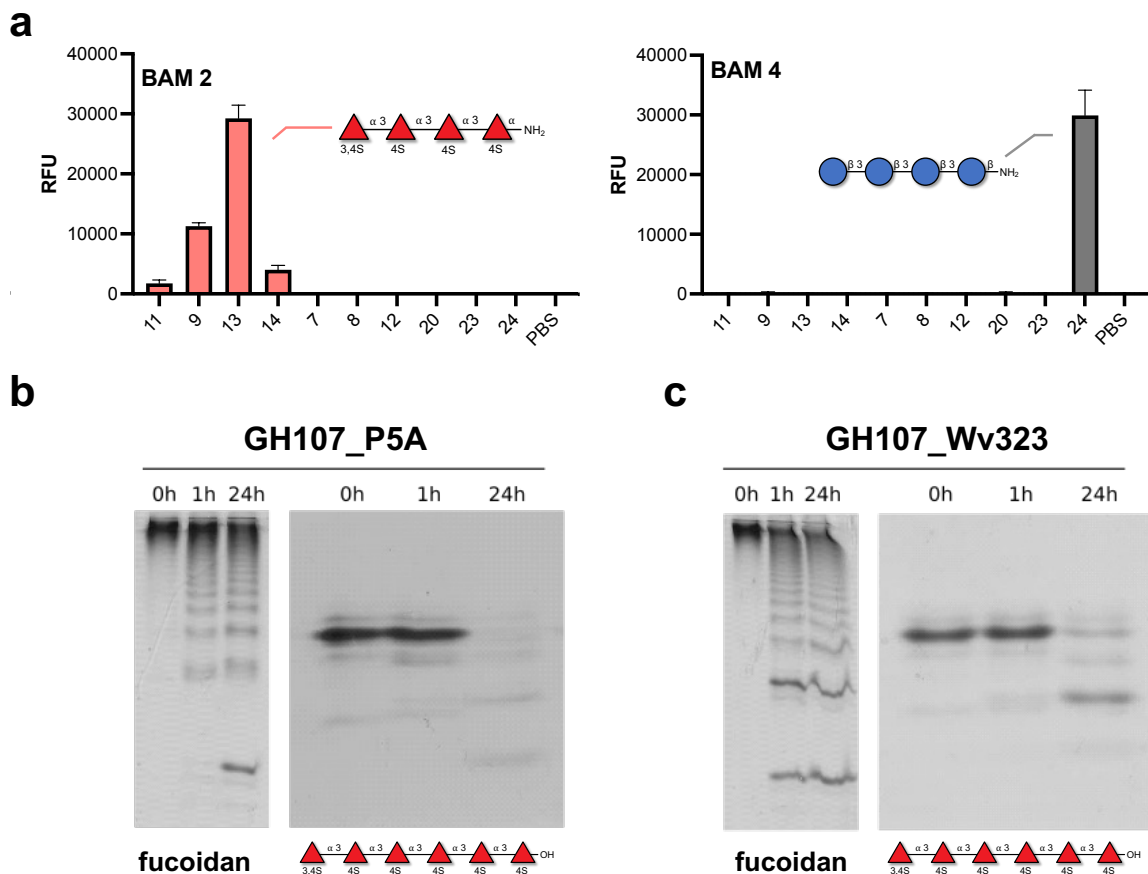 a
BAM 2
RFU
40000
30000
20000
10000
0
11 9 13 14 7 8 12 20 23 24 PBS
α 3 α 3 α 3 α
NH₂
3,4S 4S 4S 4S
BAM 4
RFU
40000
30000
20000
10000
0
11 9 13 14 7 8 12 20 23 24 PBS
β 3 β 3 β 3 β
NH₂
b
GH107_P5A
0h 1h 24h 0h 1h 24h
fucoidan
α 3 α 3 α 3 α 3 α 3
OH
3,4S 4S 4S 4S 4S 4S
c
GH107_Wv323
0h 1h 24h 0h 1h 24h
fucoidan
α 3 α 3 α 3 α 3 α 3
OH
3,4S 4S 4S 4S 4S 4S